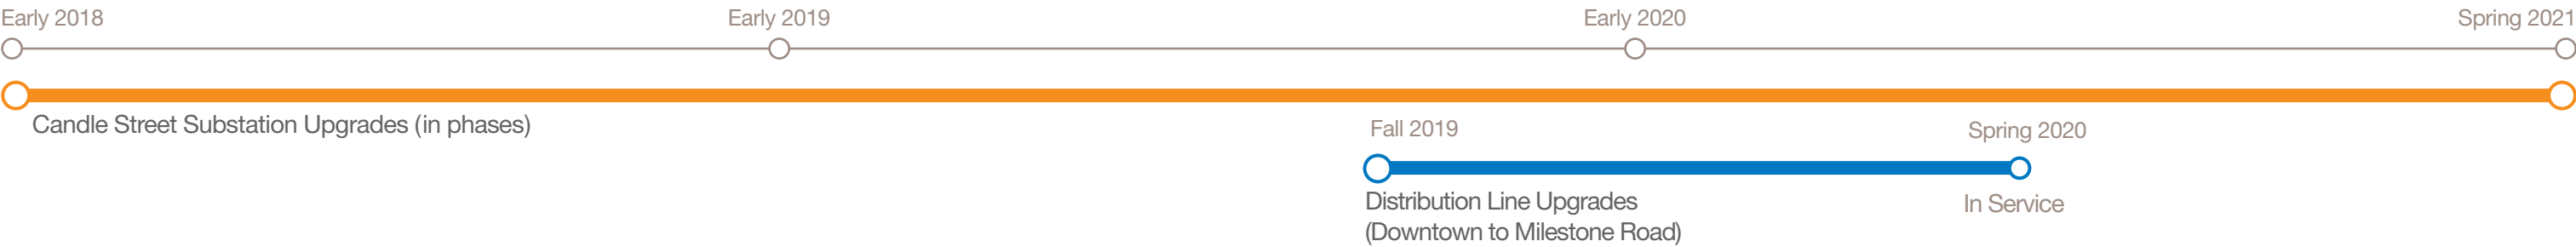 Early 2018
Early 2019
Early 2020
Spring 2021
Candle Street Substation Upgrades (in phases)
Fall 2019
Spring 2020
Distribution Line Upgrades
(Downtown to Milestone Road)
In Service